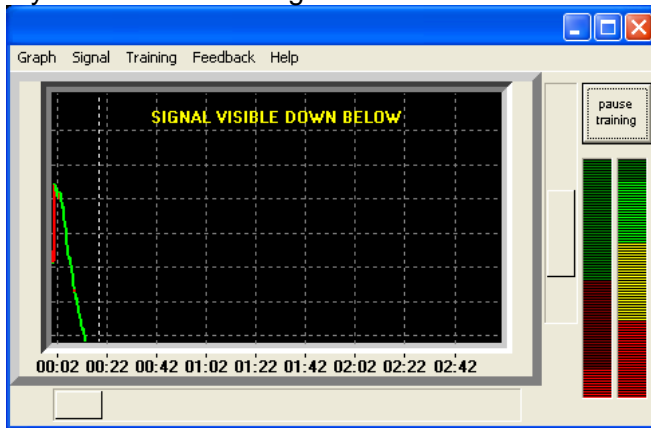 Graph Signal Training Feedback Help
SIGNAL VISIBLE DOWN BELOW
pause
training
00:02 00:22 00:42 01:02 01:22 01:42 02:02 02:22 02:42